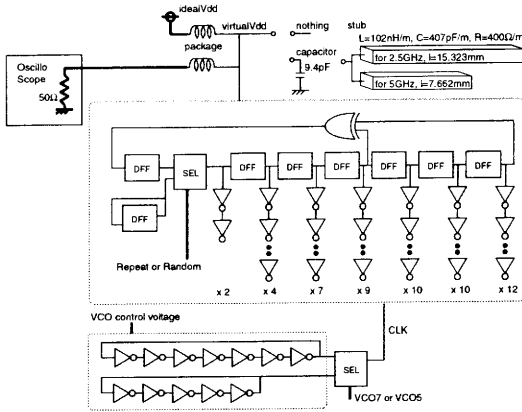 idealVdd
virtualVdd
nothing
stub
L=102nH/m, C=407pF/m, R=400Ω/m
package
capacitor
for 2.5GHz, l=15.323mm
9.4pF
for 5GHz, l=7.662mm
Oscillo
Scope
50Ω
DFF
SEL
DFF
DFF
DFF
DFF
DFF
DFF
DFF
Repeat or Random
x 2
x 4
x 7
x 9
x 10
x 10
x 12
VCO control voltage
CLK
SEL
VCO7 or VCO5